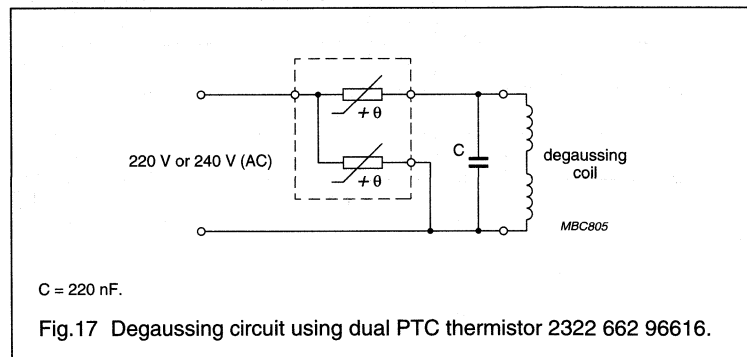 + θ
220 V or 240 V (AC)
+ θ
C
degaussing
coil
MBC805
C = 220 nF.
Fig.17 Degaussing circuit using dual PTC thermistor 2322 662 96616.